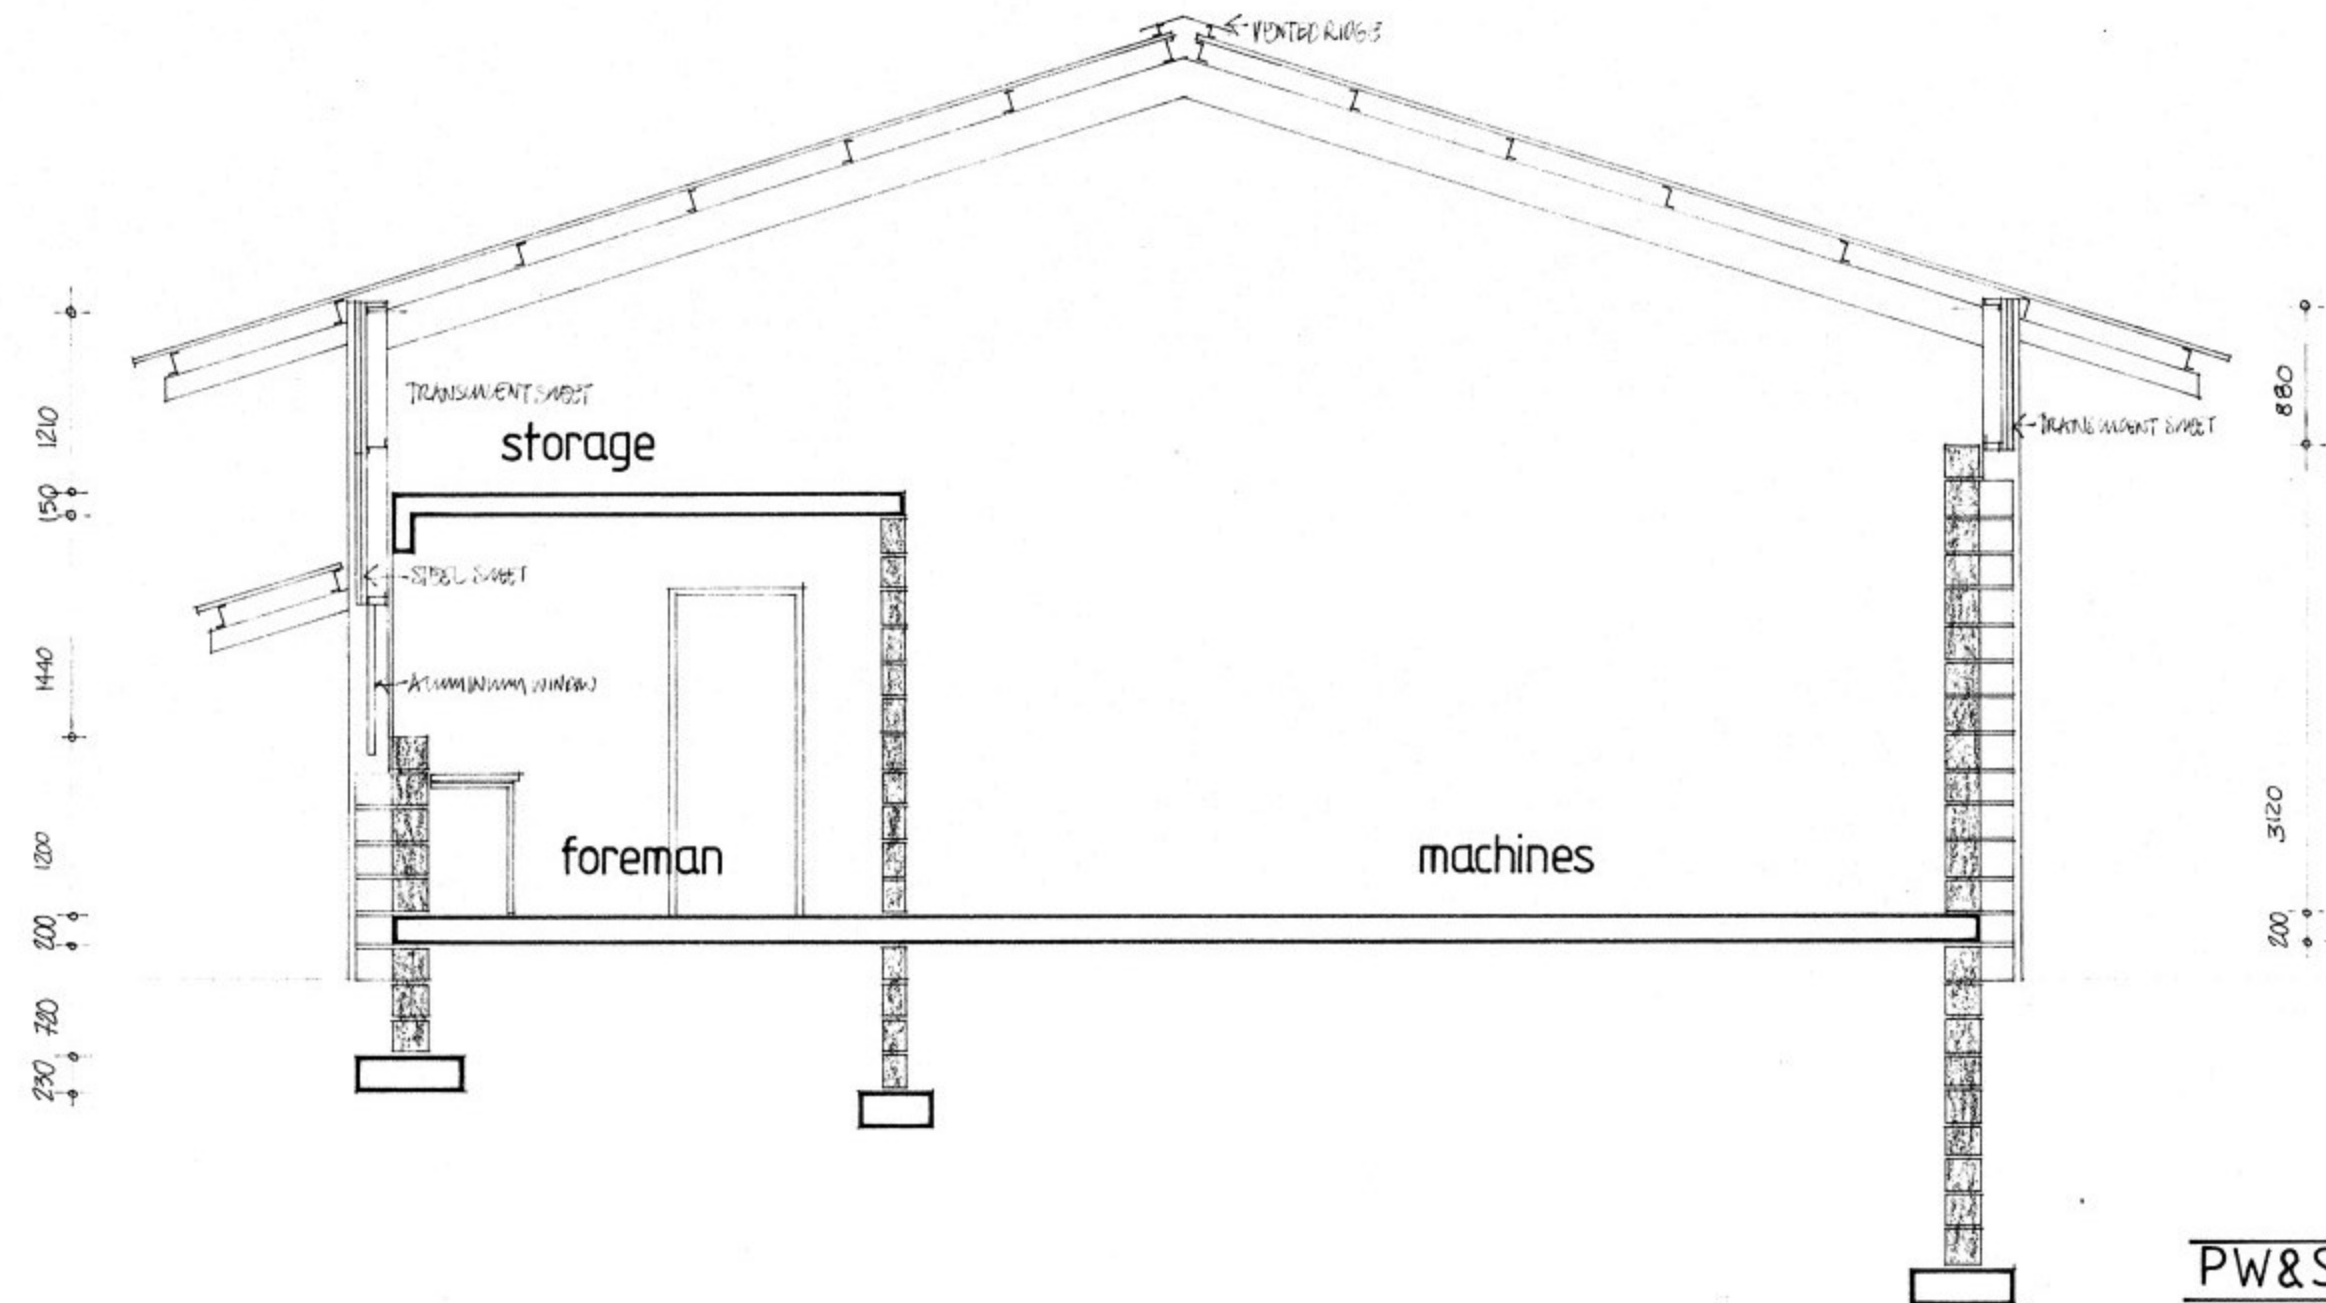 VENTED RIDGE
TRANSLUCENT SHEET
storage
STEEL SHEET
ALUMINIUM WINDOW
foreman
machines
TRANSLUCENT SHEET
1210
150
1440
1200
200
720
230
880
3120
200
PW&S